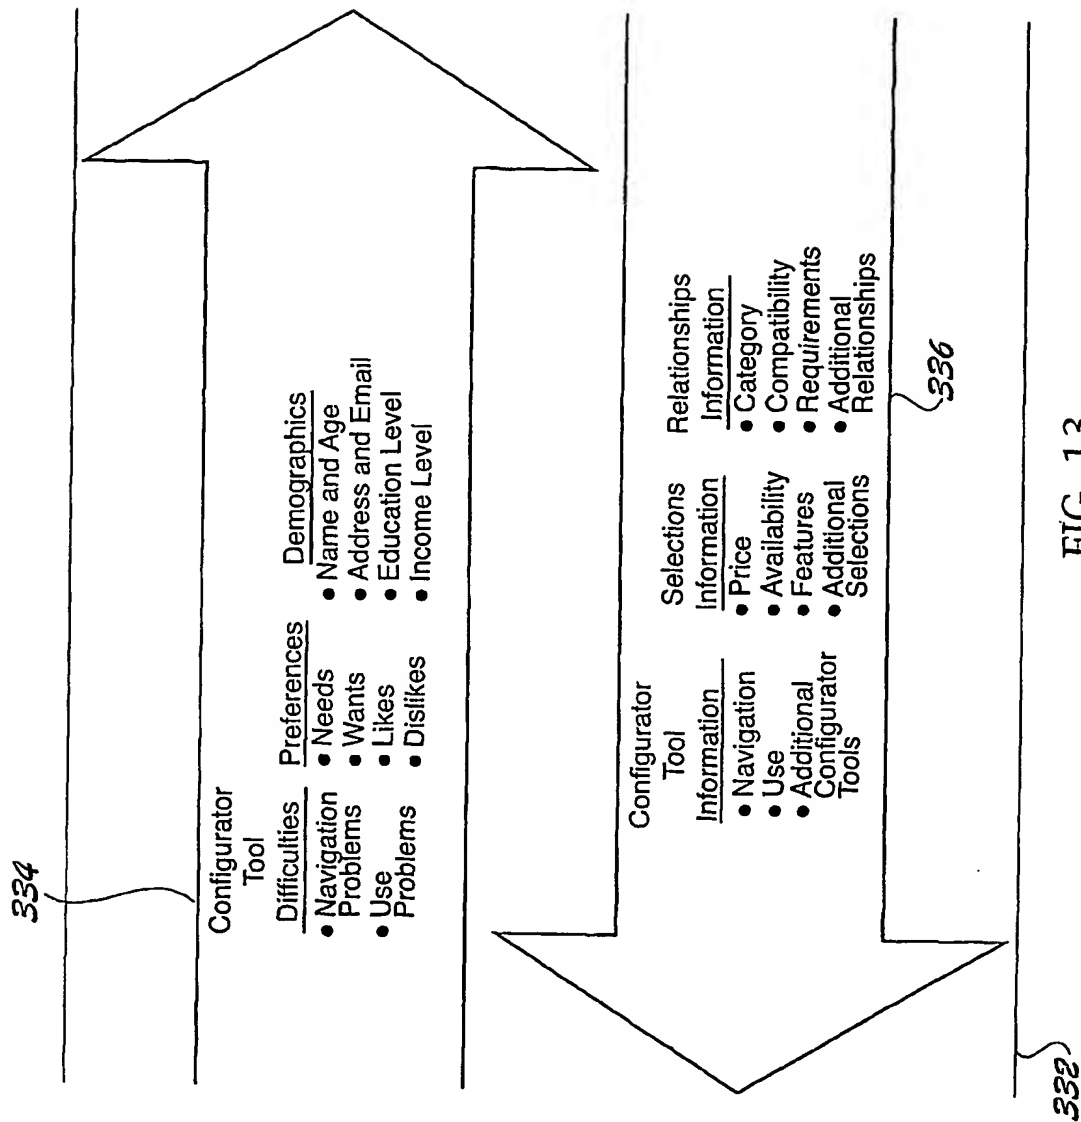 334
Configurator
Tool
Difficulties
• Navigation
Problems
• Use
Problems
Preferences
• Needs
• Wants
• Likes
• Dislikes
Demographics
• Name and Age
• Address and Email
• Education Level
• Income Level
Configurator
Tool
Information
• Navigation
• Use
• Additional
Configurator
Tools
Selections
Information
• Price
• Availability
• Features
• Additional
Selections
Relationships
Information
• Category
• Compatibility
• Requirements
• Additional
Relationships
336
332
FIG. 13